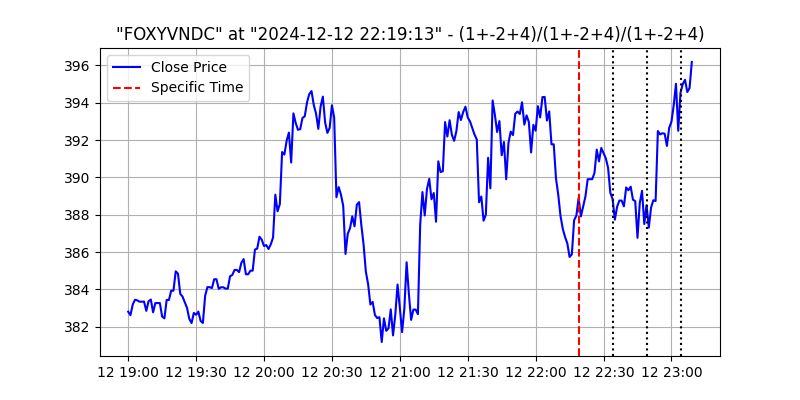 "FOXYVNDC" at "2024-12-12 22:19:13" - (1+-2+4)/(1+-2+4)/(1+-2+4)
Close Price
Specific Time
396
394
392
390
388
386
384
382
12 19:00 12 19:30 12 20:00 12 20:30 12 21:00 12 21:30 12 22:00 12 22:30 12 23:00